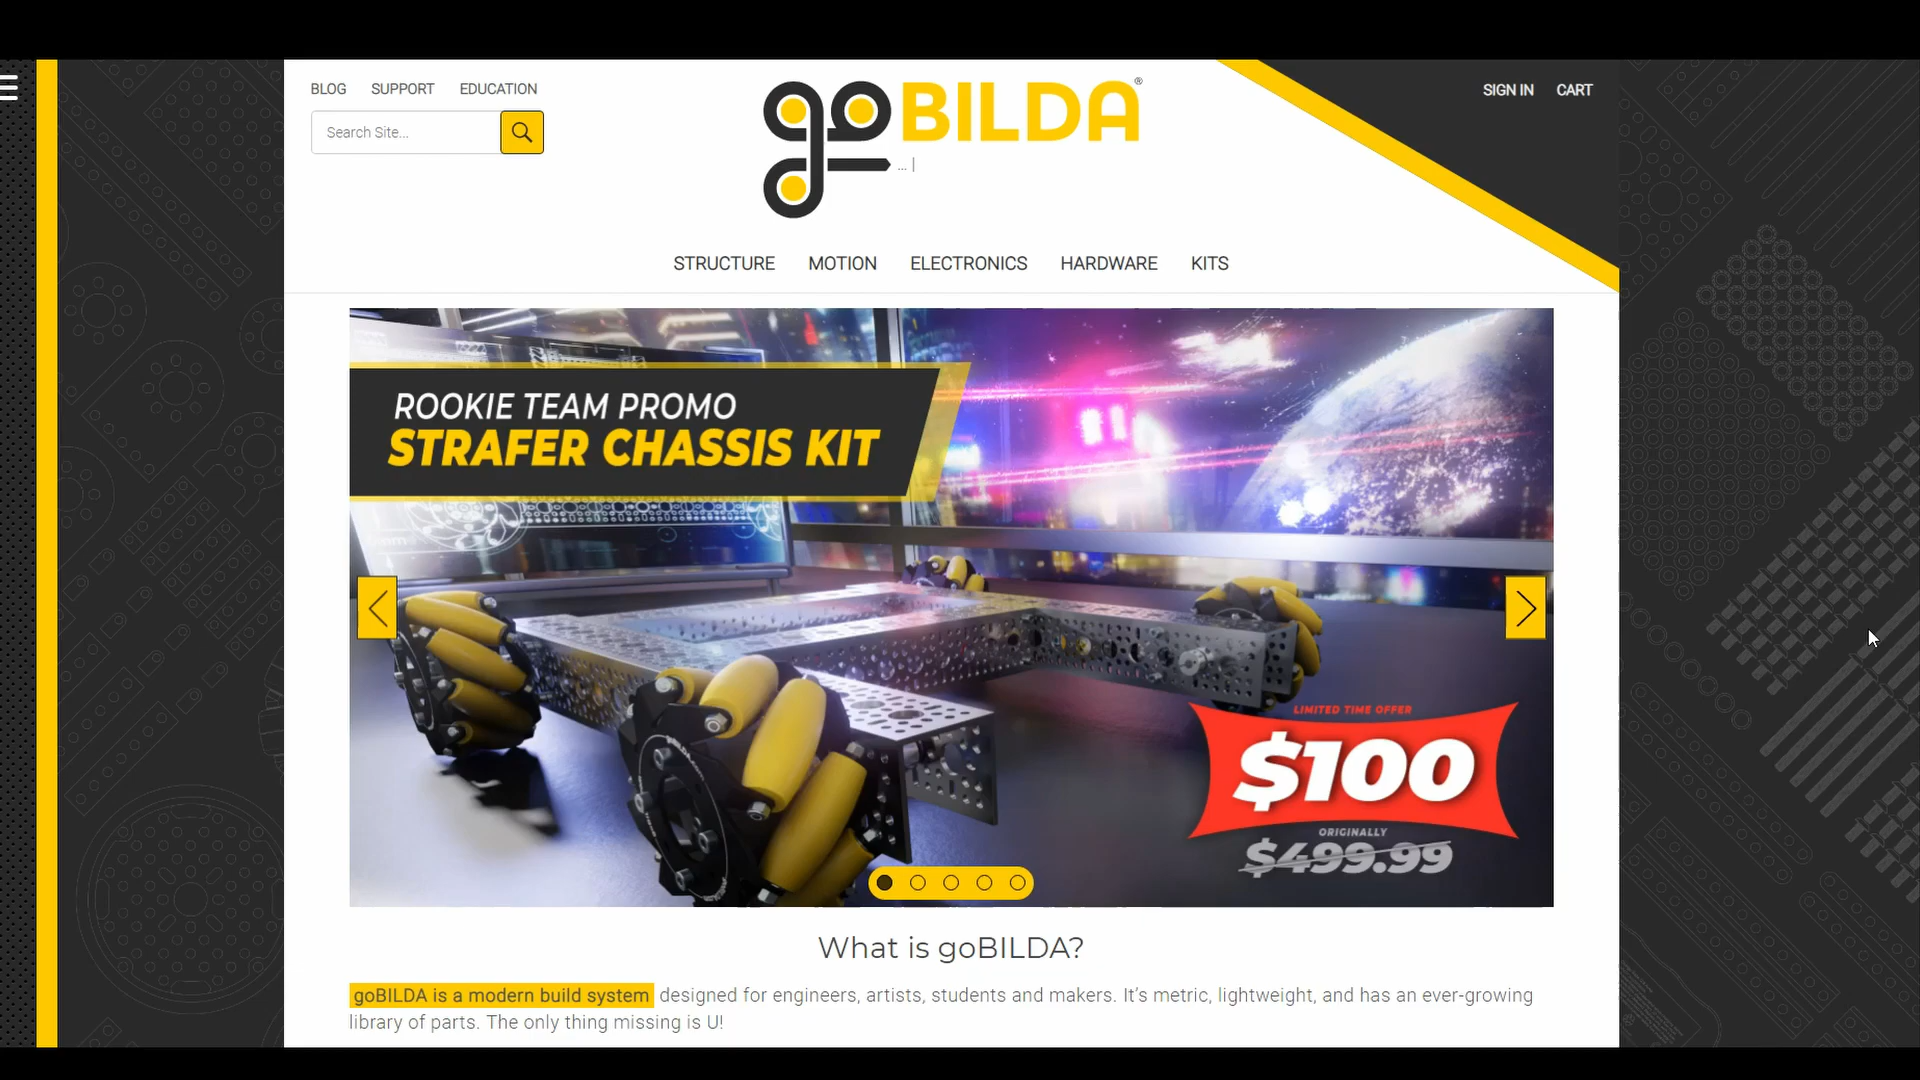 BLOG SUPPORT EDUCATION
SIGN IN CART
Search Site...
goBILDA®
... |
STRUCTURE MOTION ELECTRONICS HARDWARE KITS
ROOKIE TEAM PROMO
STRAFER CHASSIS KIT
LIMITED TIME OFFER
$100
ORIGINALLY
$499.99
What is goBILDA?
goBILDA is a modern build system designed for engineers, artists, students and makers. It’s metric, lightweight, and has an ever-growing
library of parts. The only thing missing is U!